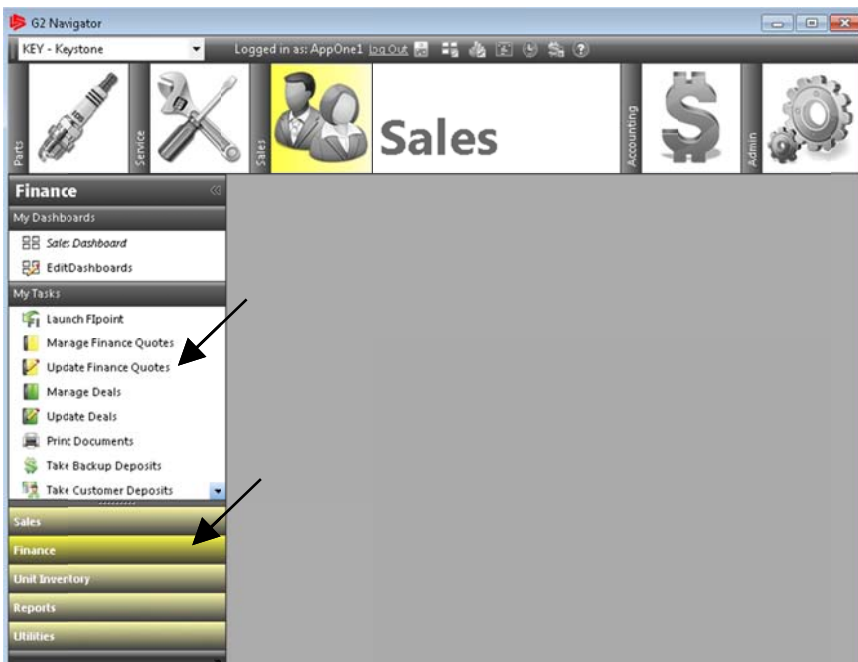 G2 Navigator
KEY - Keystone Logged in as: AppOne1 Log Out
Parts
Service
Sales
Sales
Accounting
Admin
Finance
My Dashboards
Sales Dashboard
EditDashboards
My Tasks
Launch FIpoint
Manage Finance Quotes
Update Finance Quotes
Manage Deals
Update Deals
Print Documents
Take Backup Deposits
Take Customer Deposits
Sales
Finance
Unit Inventory
Reports
Utilities